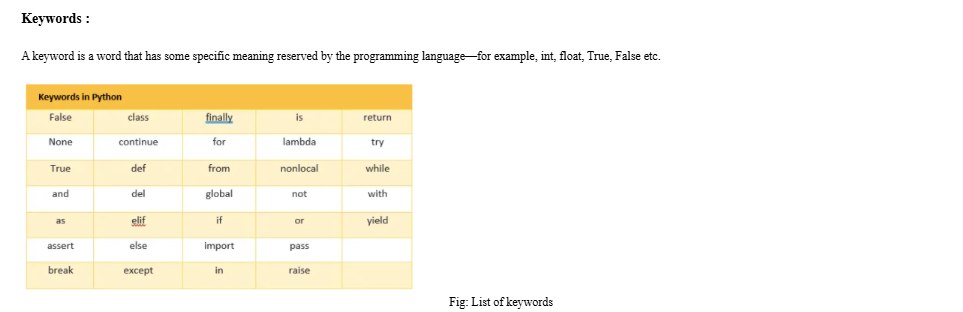 Keywords :
A keyword is a word that has some specific meaning reserved by the programming language—for example, int, float, True, False etc.
Keywords in Python
False class finally is return
None continue for lambda try
True def from nonlocal while
and del global not with
as elif if or yield
assert else import pass
break except in raise
Fig: List of keywords